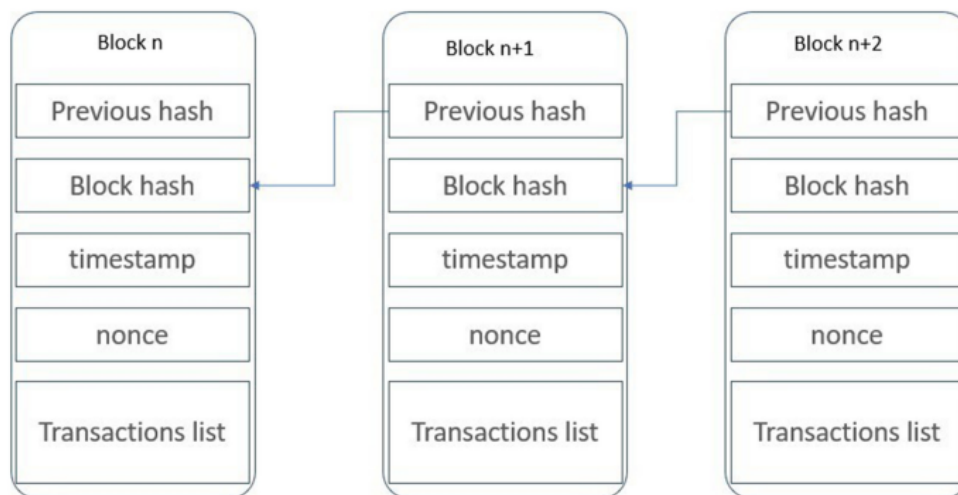 Block n
Previous hash
Block hash
timestamp
nonce
Transactions list
Block n+1
Previous hash
Block hash
timestamp
nonce
Transactions list
Block n+2
Previous hash
Block hash
timestamp
nonce
Transactions list